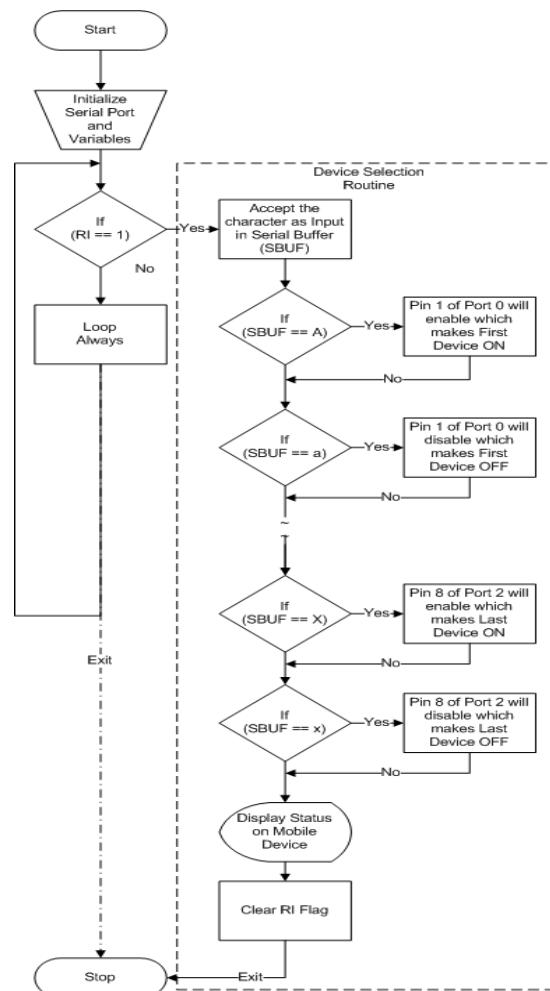 Start
Initialize
Serial Port
and
Variables
Device Selection
Routine
If
(RI == 1)
Yes
No
Accept the
character as Input
in Serial Buffer
(SBUF)
Loop
Always
If
(SBUF == A)
Yes
Pin 1 of Port 0 will
enable which
makes First
Device ON
No
If
(SBUF == a)
Yes
Pin 1 of Port 0 will
disable which
makes First
Device OFF
No
~
~
If
(SBUF == X)
Yes
Pin 8 of Port 2 will
enable which
makes Last
Device ON
No
Exit
If
(SBUF == x)
Yes
Pin 8 of Port 2 will
disable which
makes Last
Device OFF
No
Display Status
on Mobile
Device
Clear RI Flag
Exit
Stop